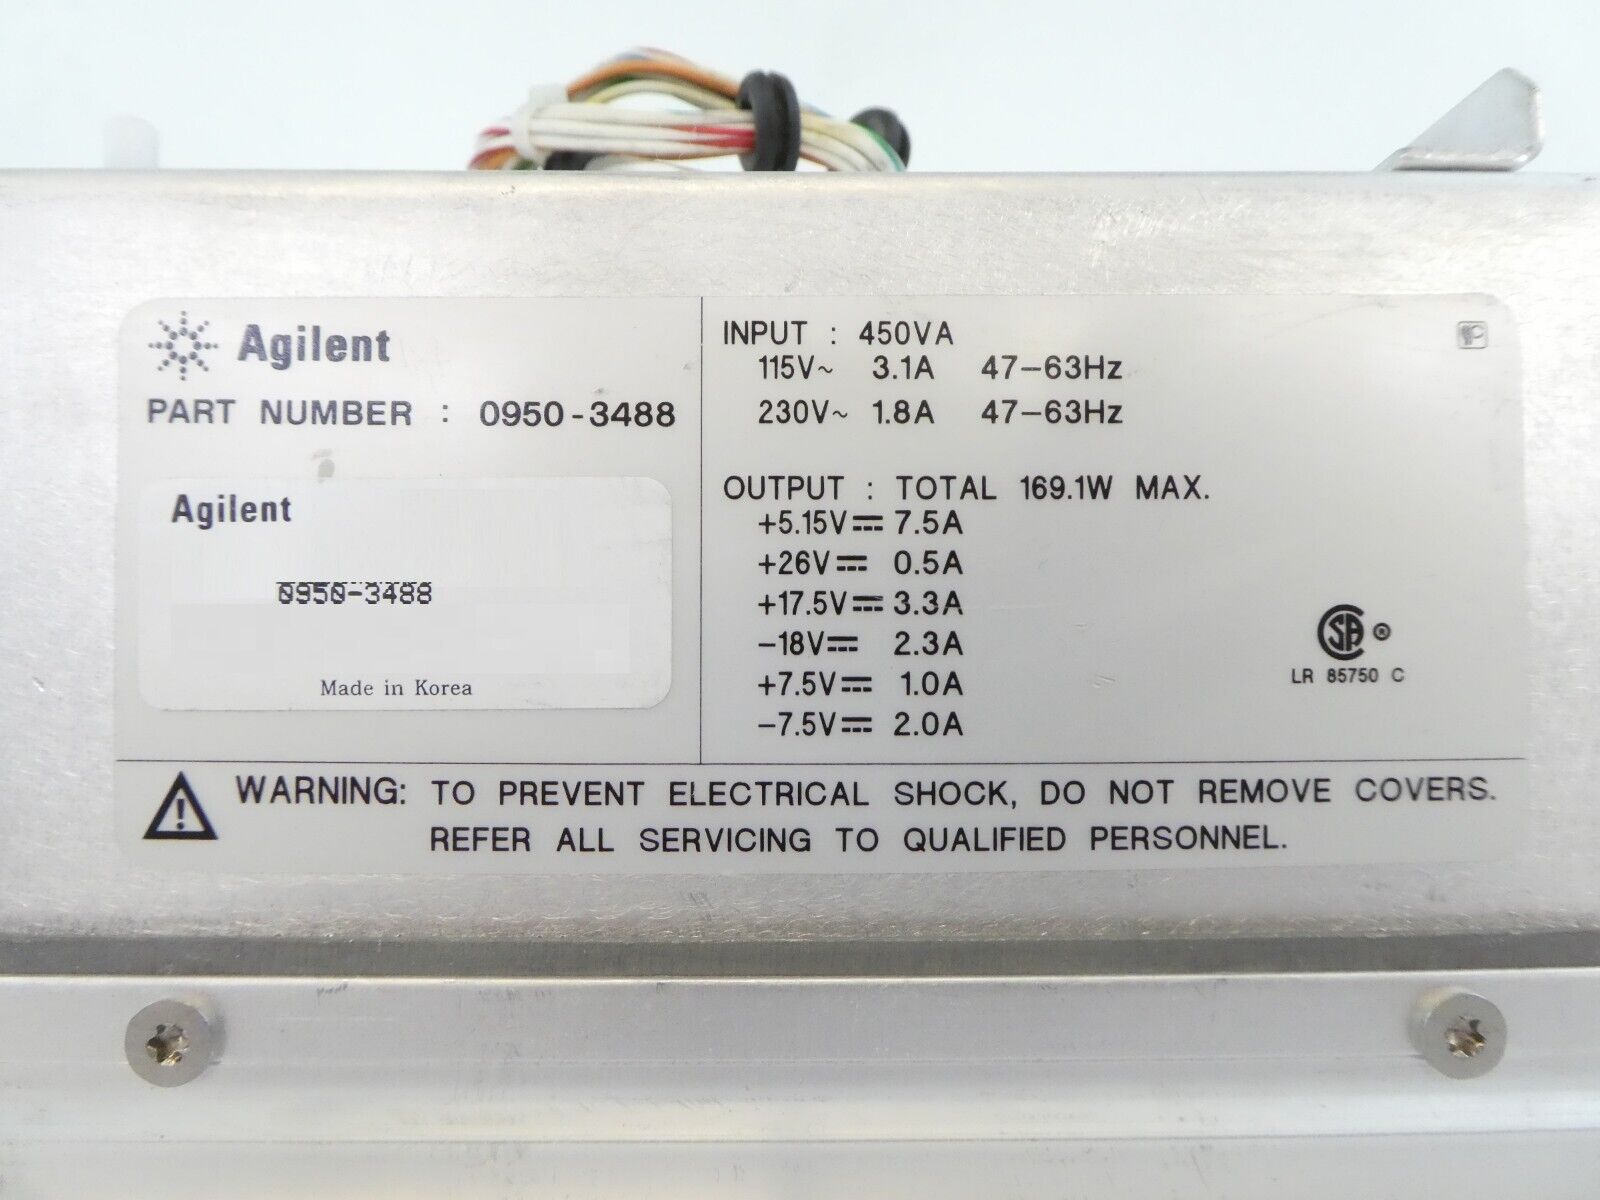 Agilent
PART NUMBER : 0950-3488
Agilent
0950-3488
Made in Korea
INPUT : 450VA
115V~ 3.1A 47-63Hz
230V~ 1.8A 47-63Hz
OUTPUT : TOTAL 169.1W MAX.
+5.15V⎓ 7.5A
+26V⎓ 0.5A
+17.5V⎓ 3.3A
-18V⎓ 2.3A
+7.5V⎓ 1.0A
-7.5V⎓ 2.0A
SA ®
LR 85750 C
WARNING: TO PREVENT ELECTRICAL SHOCK, DO NOT REMOVE COVERS.
REFER ALL SERVICING TO QUALIFIED PERSONNEL.